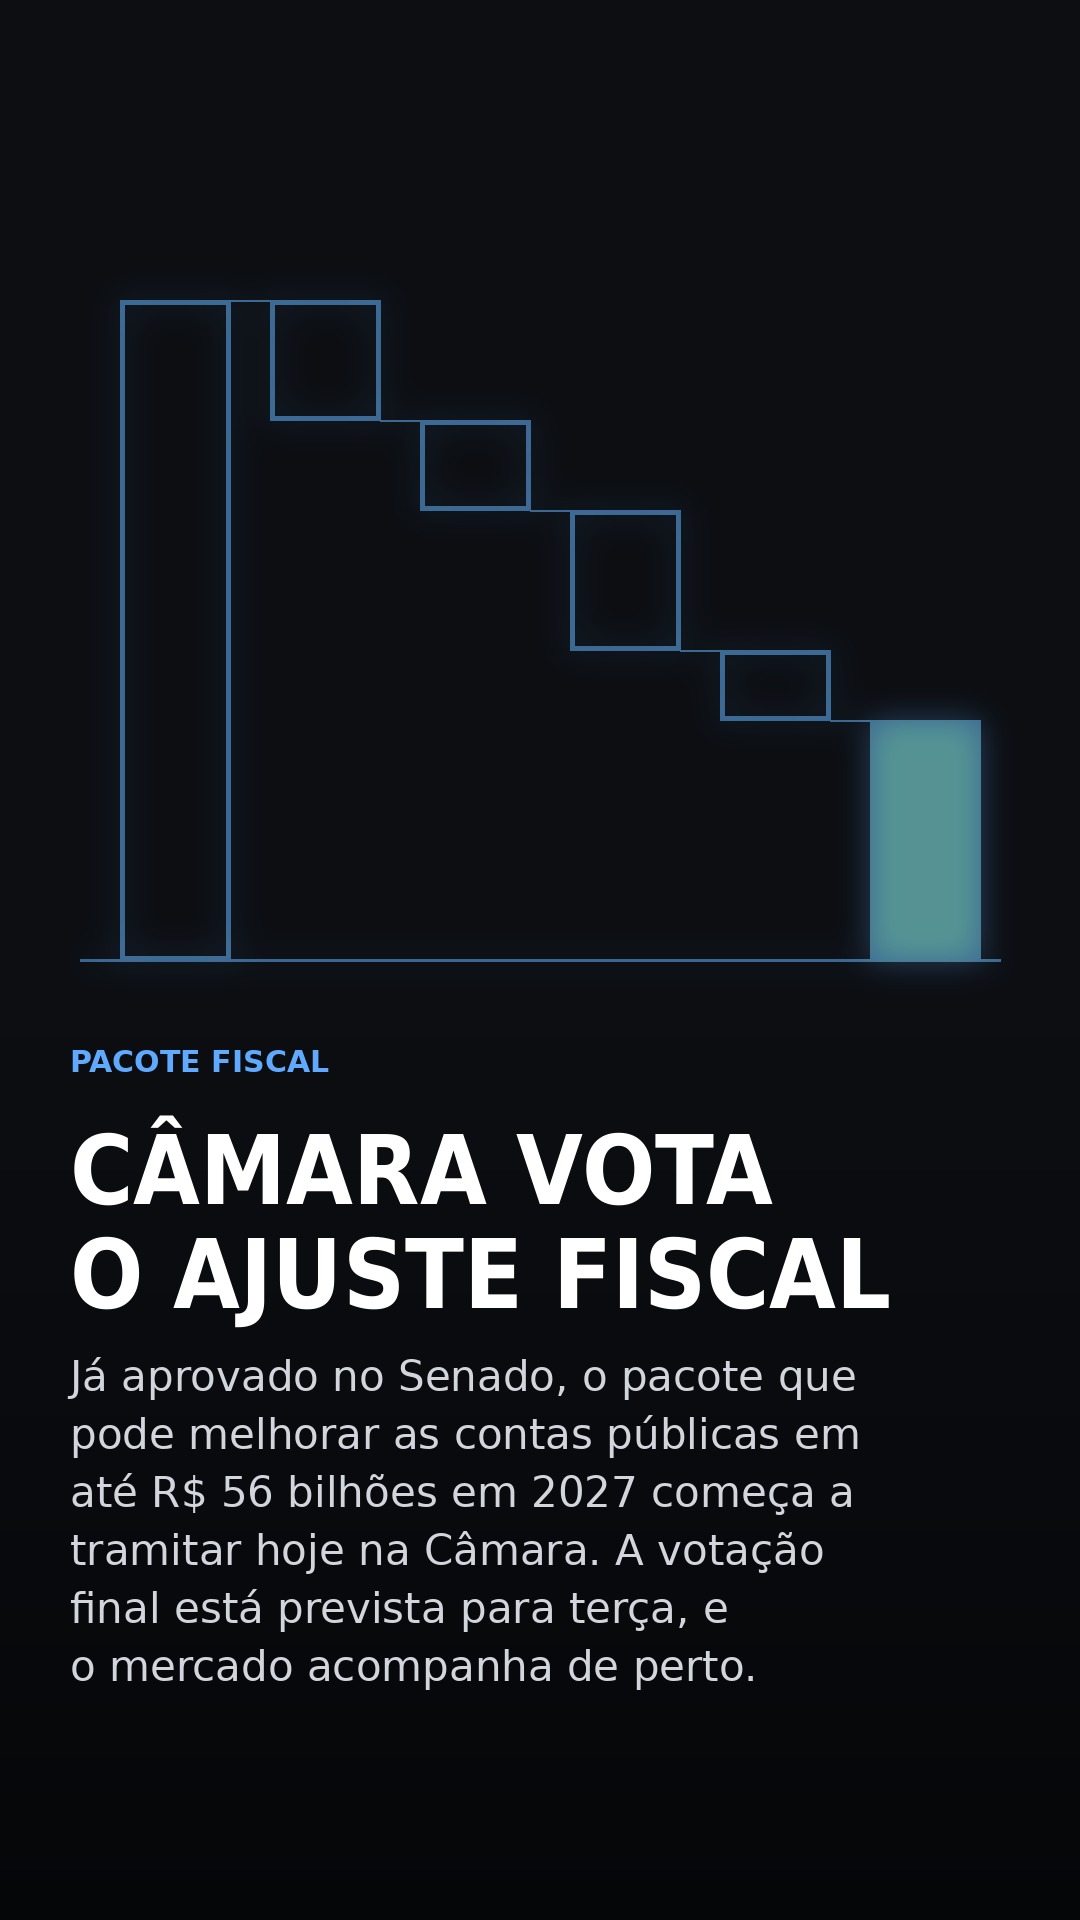 PACOTE FISCAL
CÂMARA VOTA
O AJUSTE FISCAL
Já aprovado no Senado, o pacote que
pode melhorar as contas públicas em
até R$ 56 bilhões em 2027 começa a
tramitar hoje na Câmara. A votação
final está prevista para terça, e
o mercado acompanha de perto.